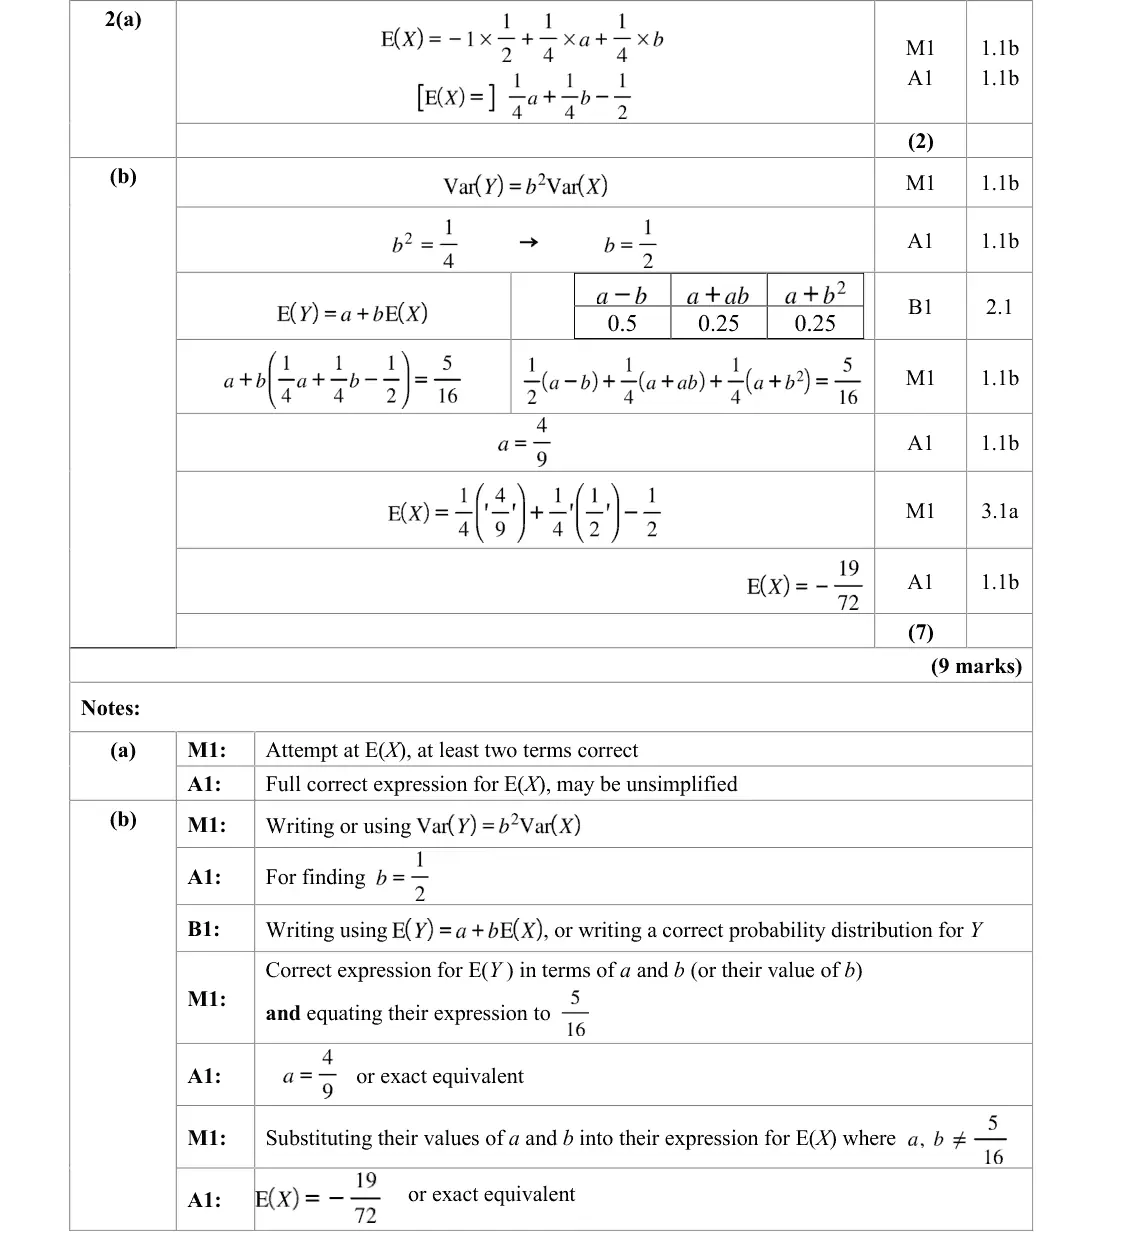 2(a)
E(X) = − 1 × 1/2 + 1/4 × a + 1/4 × b
M1 1.1b
[E(X) = ] 1/4 a + 1/4 b − 1/2
A1 1.1b
(2)
(b)
Var(Y) = b²Var(X)
M1 1.1b
b² = 1/4 → b = 1/2
A1 1.1b
E(Y) = a + bE(X)
a − b a + ab a + b²
0.5 0.25 0.25
B1 2.1
a + b(1/4 a + 1/4 b − 1/2) = 5/16
1/2 (a − b) + 1/4 (a + ab) + 1/4 (a + b²) = 5/16
M1 1.1b
a = 4/9
A1 1.1b
E(X) = 1/4 ('4/9') + 1/4 '(1/2') − 1/2
M1 3.1a
E(X) = − 19/72
A1 1.1b
(7)
(9 marks)
Notes:
(a) M1: Attempt at E(X), at least two terms correct
A1: Full correct expression for E(X), may be unsimplified
(b) M1: Writing or using Var(Y) = b²Var(X)
A1: For finding b = 1/2
B1: Writing using E(Y) = a + bE(X), or writing a correct probability distribution for Y
M1: Correct expression for E(Y ) in terms of a and b (or their value of b)
and equating their expression to 5/16
A1: a = 4/9 or exact equivalent
M1: Substituting their values of a and b into their expression for E(X) where a, b ≠ 5/16
A1: E(X) = − 19/72 or exact equivalent